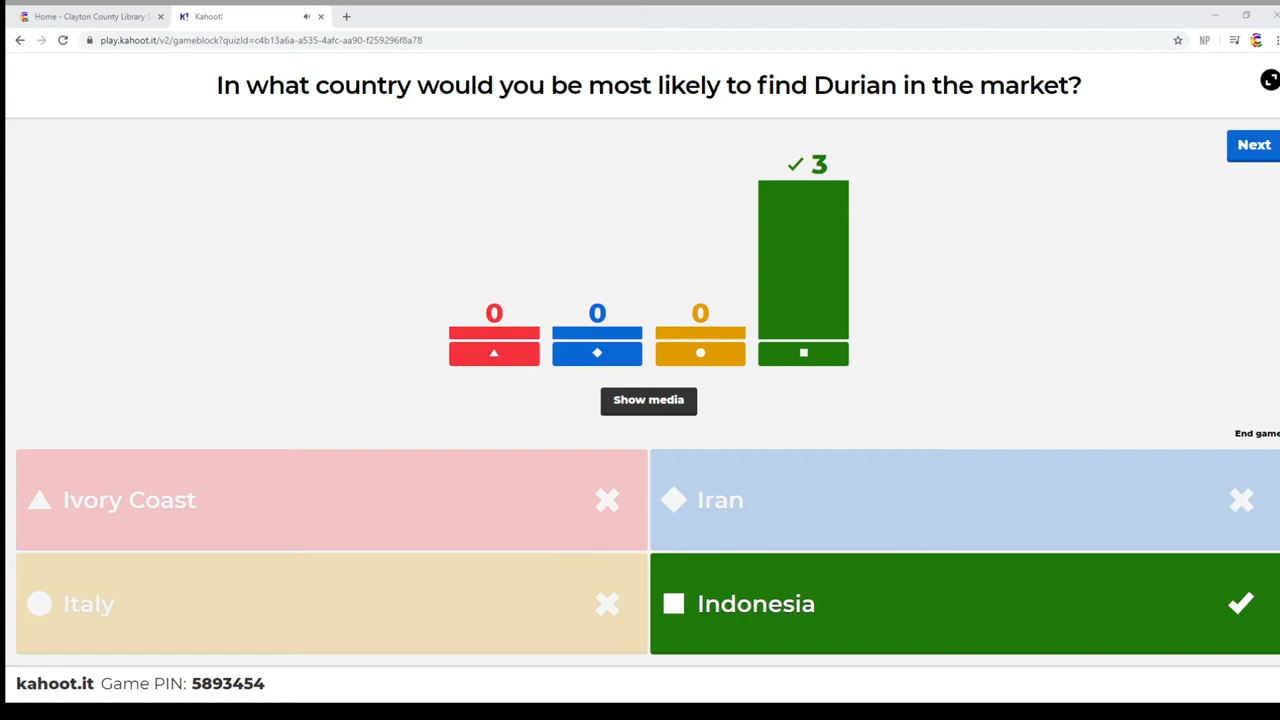 Home - Clayton County Library S
Kahoot!
play.kahoot.it/v2/gameblock?quizId=c4b13a6a-a535-4afc-aa90-f259296f8a78
NP
In what country would you be most likely to find Durian in the market?
Next
3
0 0 0
Show media
End game
Ivory Coast
Iran
Italy
Indonesia
kahoot.it Game PIN: 5893454